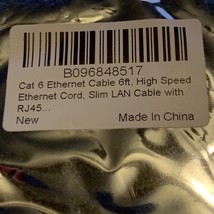 B096848517
Cat 6 Ethernet Cable 6ft, High Speed
Ethernet Cord, Slim LAN Cable with
RJ45...
New Made In China